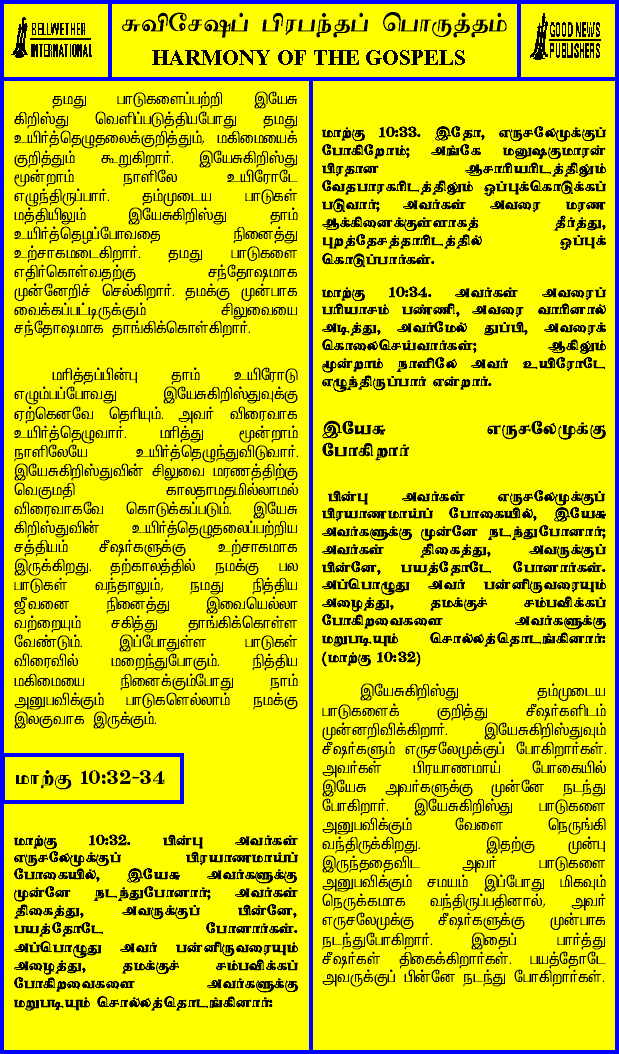 BELLWETHER
INTERNATIONAL
சுவிசேஷப் பிரபந்தப் பொருத்தம்
HARMONY OF THE GOSPELS
GOOD NEWS
PUBLISHERS
தமது பாடுகளைப்பற்றி இயேசு
கிறிஸ்து வெளிப்படுத்தியபோது தமது
உயிர்த்தெழுதலைக்குறித்தும், மகிமையைக்
குறித்தும் கூறுகிறார். இயேசுகிறிஸ்து
மூன்றாம் நாளிலே உயிரோடே
எழுந்திருப்பார். தம்முடைய பாடுகள்
மத்தியிலும் இயேசுகிறிஸ்து தாம்
உயிர்த்தெழப்போவதை நினைத்து
உற்சாகமடைகிறார். தமது பாடுகளை
எதிர்கொள்வதற்கு சந்தோஷமாக
முன்னேறிச் செல்கிறார். தமக்கு முன்பாக
வைக்கப்பட்டிருக்கும் சிலுவையை
சந்தோஷமாக தாங்கிக்கொள்கிறார்.
மரித்தப்பின்பு தாம் உயிரோடு
எழும்பப்போவது இயேசுகிறிஸ்துவுக்கு
ஏற்கெனவே தெரியும். அவர் விரைவாக
உயிர்த்தெழுவார். மரித்து மூன்றாம்
நாளிலேயே உயிர்த்தெழுந்துவிடுவார்.
இயேசுகிறிஸ்துவின் சிலுவை மரணத்திற்கு
வெகுமதி காலதாமதமில்லாமல்
விரைவாகவே கொடுக்கப்படும். இயேசு
கிறிஸ்துவின் உயிர்த்தெழுதலைப்பற்றிய
சத்தியம் சீஷர்களுக்கு உற்சாகமாக
இருக்கிறது. தற்காலத்தில் நமக்கு பல
பாடுகள் வந்தாலும், நமது நித்திய
ஜீவனை நினைத்து இவையெல்லா
வற்றையும் சகித்து தாங்கிக்கொள்ள
வேண்டும். இப்போதுள்ள பாடுகள்
விரைவில் மறைந்துபோகும். நித்திய
மகிமையை நினைக்கும்போது நாம்
அனுபவிக்கும் பாடுகளெல்லாம் நமக்கு
இலகுவாக இருக்கும்.
மாற்கு 10:32-34
மாற்கு 10:32. பின்பு அவர்கள்
எருசலேமுக்குப் பிரயாணமாய்ப்
போகையில், இயேசு அவர்களுக்கு
முன்னே நடந்துபோனார்; அவர்கள்
திகைத்து, அவருக்குப் பின்னே,
பயத்தோடே போனார்கள்.
அப்பொழுது அவர் பன்னிருவரையும்
அழைத்து, தமக்குச் சம்பவிக்கப்
போகிறவைகளை அவர்களுக்கு
மறுபடியும் சொல்லத்தொடங்கினார்:
மாற்கு 10:33. இதோ, எருசலேமுக்குப்
போகிறோம்; அங்கே மனுஷகுமாரன்
பிரதான ஆசாரியரிடத்திலும்
வேதபாரகரிடத்திலும் ஒப்புக்கொடுக்கப்
படுவார்; அவர்கள் அவரை மரண
ஆக்கினைக்குள்ளாகத் தீர்த்து,
புறத்தேசத்தாரிடத்தில் ஒப்புக்
கொடுப்பார்கள்.
மாற்கு 10:34. அவர்கள் அவரைப்
பரியாசம் பண்ணி, அவரை வாரினால்
அடித்து, அவர்மேல் துப்பி, அவரைக்
கொலைசெய்வார்கள்; ஆகிலும்
மூன்றாம் நாளிலே அவர் உயிரோடே
எழுந்திருப்பார் என்றார்.
இயேசு எருசலேமுக்கு
போகிறார்
பின்பு அவர்கள் எருசலேமுக்குப்
பிரயாணமாய்ப் போகையில், இயேசு
அவர்களுக்கு முன்னே நடந்துபோனார்;
அவர்கள் திகைத்து, அவருக்குப்
பின்னே, பயத்தோடே போனார்கள்.
அப்பொழுது அவர் பன்னிருவரையும்
அழைத்து, தமக்குச் சம்பவிக்கப்
போகிறவைகளை அவர்களுக்கு
மறுபடியும் சொல்லத்தொடங்கினார்:
(மாற்கு 10:32)
இயேசுகிறிஸ்து தம்முடைய
பாடுகளைக் குறித்து சீஷர்களிடம்
முன்னறிவிக்கிறார். இயேசுகிறிஸ்துவும்
சீஷர்களும் எருசலேமுக்குப் போகிறார்கள்.
அவர்கள் பிரயாணமாய் போகையில்
இயேசு அவர்களுக்கு முன்னே நடந்து
போகிறார். இயேசுகிறிஸ்து பாடுகளை
அனுபவிக்கும் வேளை நெருங்கி
வந்திருக்கிறது. இதற்கு முன்பு
இருந்ததைவிட அவர் பாடுகளை
அனுபவிக்கும் சமயம் இப்போது மிகவும்
நெருக்கமாக வந்திருப்பதினால், அவர்
எருசலேமுக்கு சீஷர்களுக்கு முன்பாக
நடந்துபோகிறார். இதைப் பார்த்து
சீஷர்கள் திகைக்கிறார்கள். பயத்தோடே
அவருக்குப் பின்னே நடந்து போகிறார்கள்.